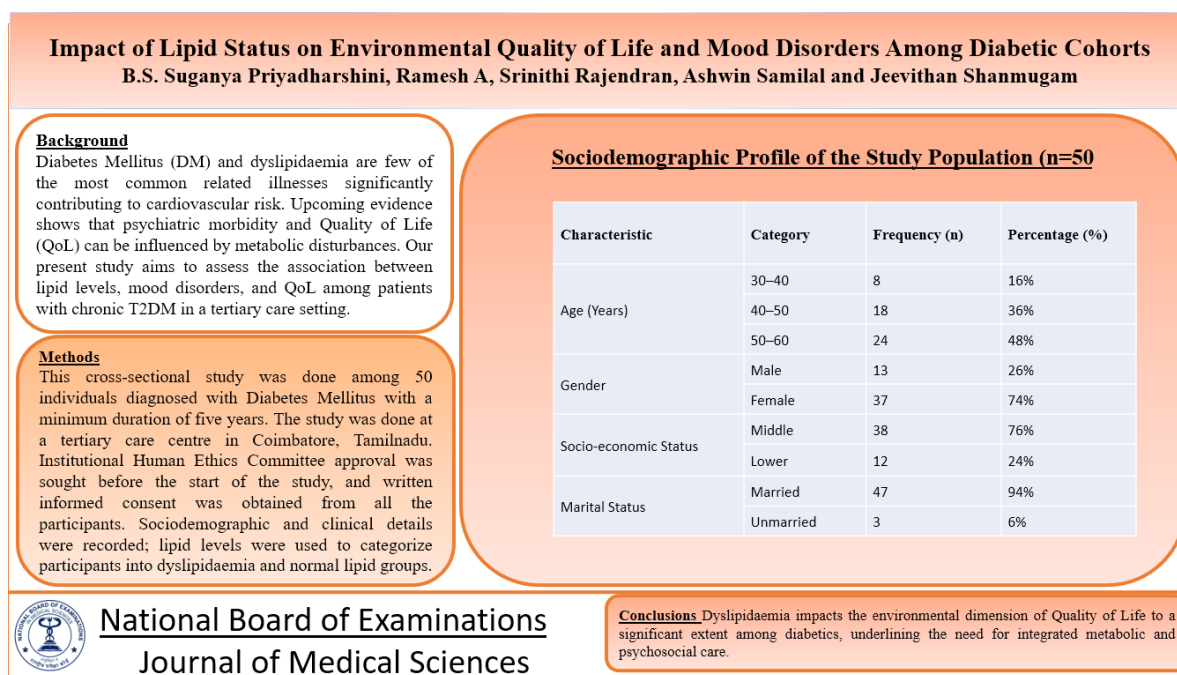 Impact of Lipid Status on Environmental Quality of Life and Mood Disorders Among Diabetic Cohorts
B.S. Suganya Priyadharshini, Ramesh A, Srinithi Rajendran, Ashwin Samilal and Jeevithan Shanmugam
Background
Diabetes Mellitus (DM) and dyslipidaemia are few of
the most common related illnesses significantly
contributing to cardiovascular risk. Upcoming evidence
shows that psychiatric morbidity and Quality of Life
(QoL) can be influenced by metabolic disturbances. Our
present study aims to assess the association between
lipid levels, mood disorders, and QoL among patients
with chronic T2DM in a tertiary care setting.
Methods
This cross-sectional study was done among 50
individuals diagnosed with Diabetes Mellitus with a
minimum duration of five years. The study was done at
a tertiary care centre in Coimbatore, Tamilnadu.
Institutional Human Ethics Committee approval was
sought before the start of the study, and written
informed consent was obtained from all the
participants. Sociodemographic and clinical details
were recorded; lipid levels were used to categorize
participants into dyslipidaemia and normal lipid groups.
Sociodemographic Profile of the Study Population (n=50
Characteristic Category Frequency (n) Percentage (%)
Age (Years)
30–40 8 16%
40–50 18 36%
50–60 24 48%
Gender
Male 13 26%
Female 37 74%
Socio-economic Status
Middle 38 76%
Lower 12 24%
Marital Status
Married 47 94%
Unmarried 3 6%
NATIONAL BOARD OF EXAMINATIONS
IN MEDICAL SCIENCES
National Board of Examinations
Journal of Medical Sciences
Conclusions Dyslipidaemia impacts the environmental dimension of Quality of Life to a
significant extent among diabetics, underlining the need for integrated metabolic and
psychosocial care.